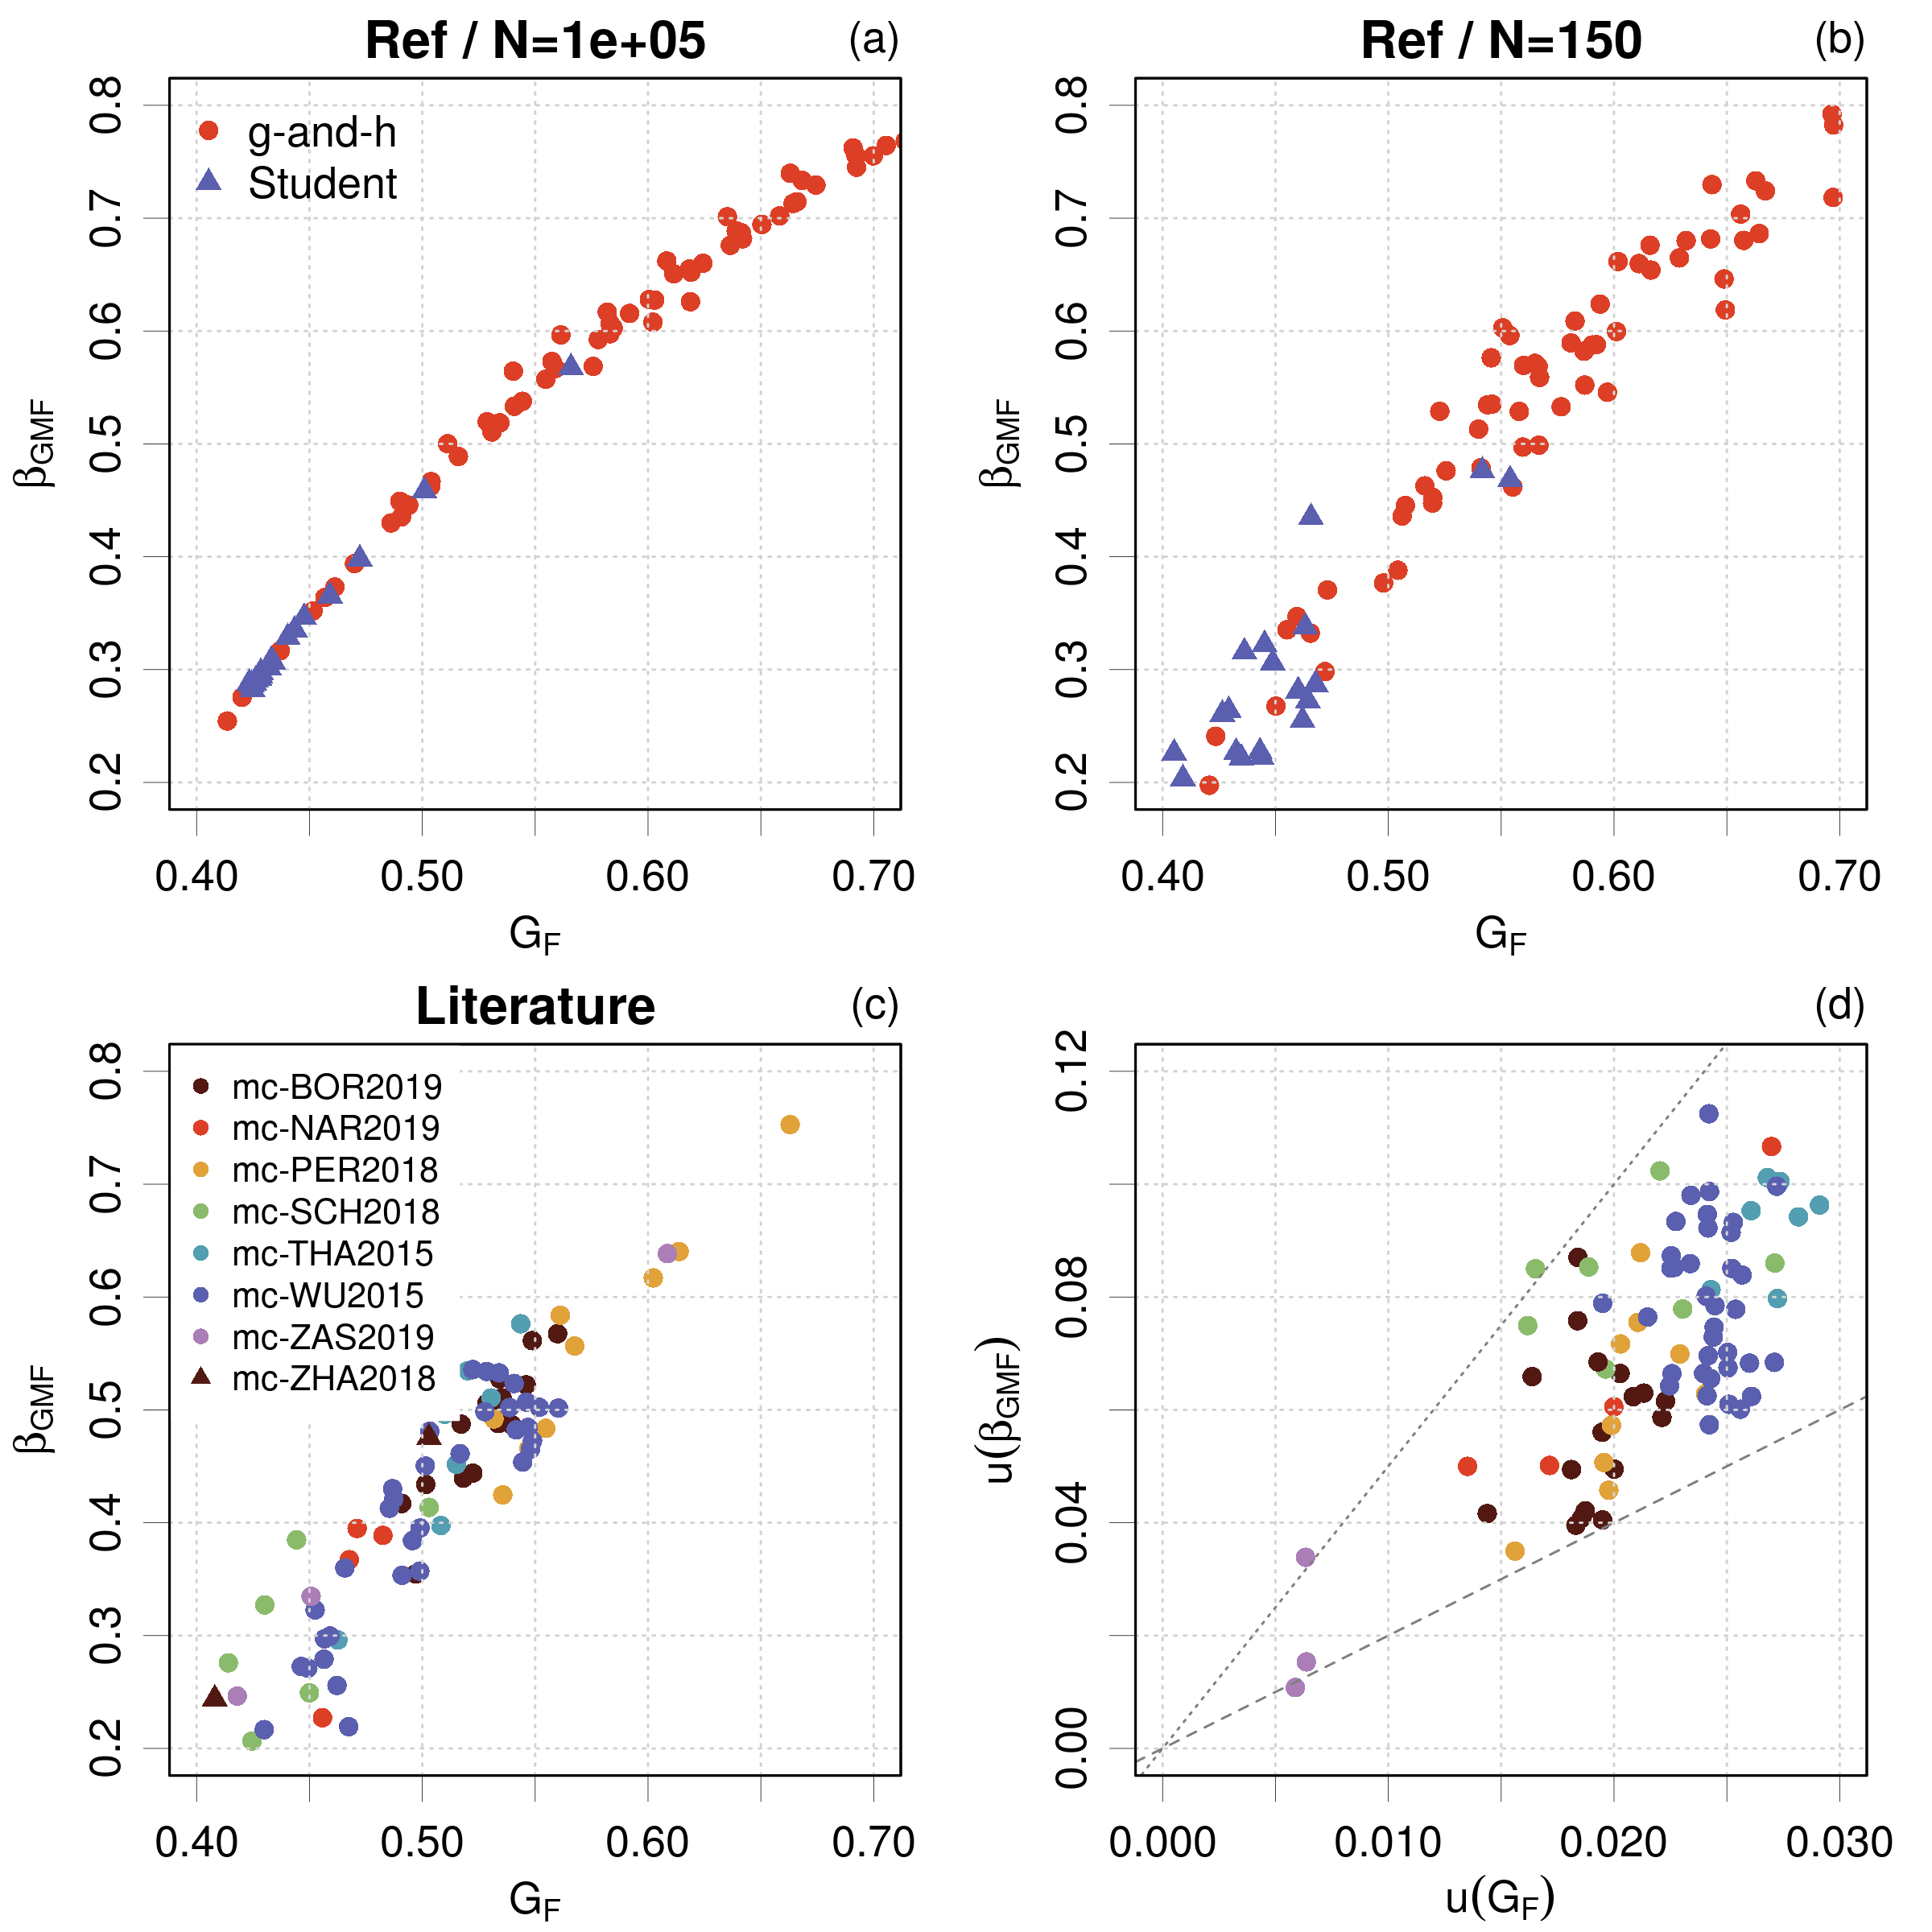 Ref / N=1e+05
(a)
g-and-h
Student
0.8
0.7
0.6
0.5
0.4
0.3
0.2
βGMF
0.40 0.50 0.60 0.70
GF
Ref / N=150
(b)
0.8
0.7
0.6
0.5
0.4
0.3
0.2
βGMF
0.40 0.50 0.60 0.70
GF
Literature
(c)
mc-BOR2019
mc-NAR2019
mc-PER2018
mc-SCH2018
mc-THA2015
mc-WU2015
mc-ZAS2019
mc-ZHA2018
0.8
0.7
0.6
0.5
0.4
0.3
0.2
βGMF
0.40 0.50 0.60 0.70
GF
(d)
0.12
0.08
0.04
0.00
u(βGMF)
0.000 0.010 0.020 0.030
u(GF)